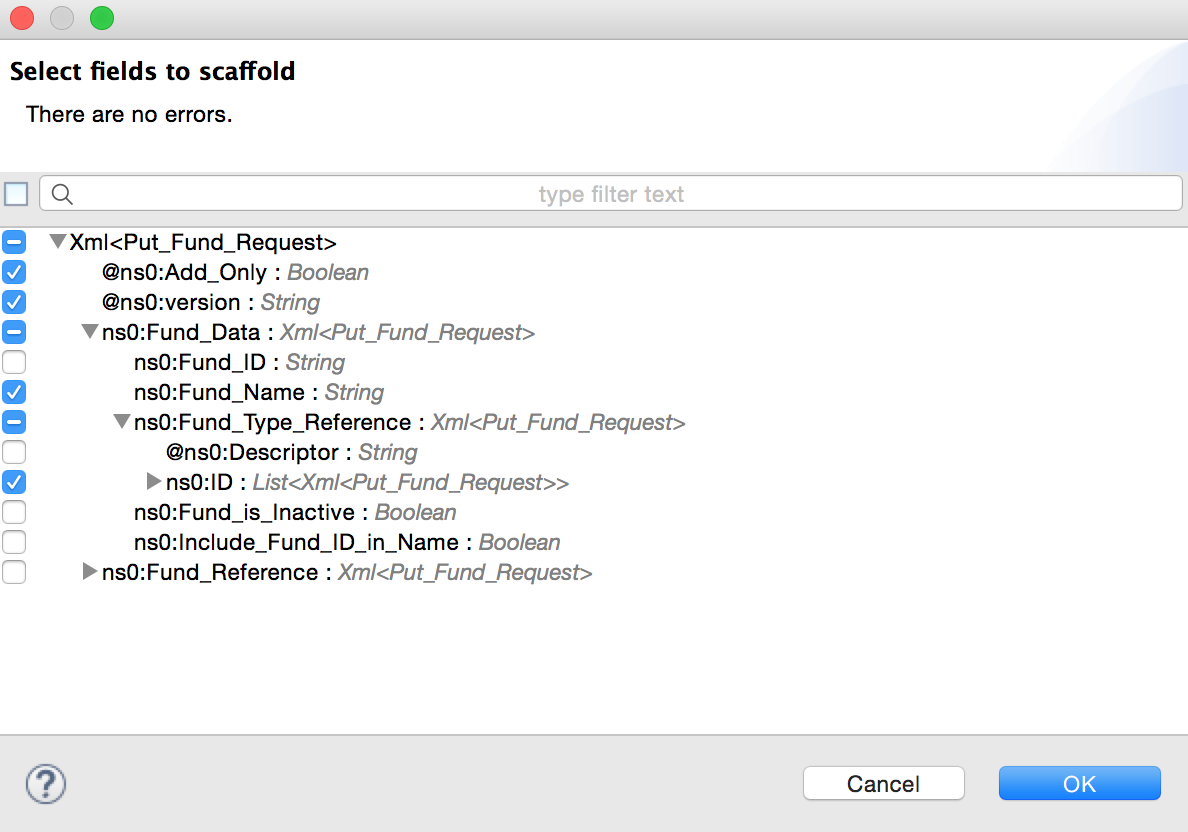 Select fields to scaffold
There are no errors.
type filter text
Xml<Put_Fund_Request>
@ns0:Add_Only : Boolean
@ns0:version : String
ns0:Fund_Data : Xml<Put_Fund_Request>
ns0:Fund_ID : String
ns0:Fund_Name : String
ns0:Fund_Type_Reference : Xml<Put_Fund_Request>
@ns0:Descriptor : String
ns0:ID : List<Xml<Put_Fund_Request>>
ns0:Fund_is_Inactive : Boolean
ns0:Include_Fund_ID_in_Name : Boolean
ns0:Fund_Reference : Xml<Put_Fund_Request>
? Cancel OK